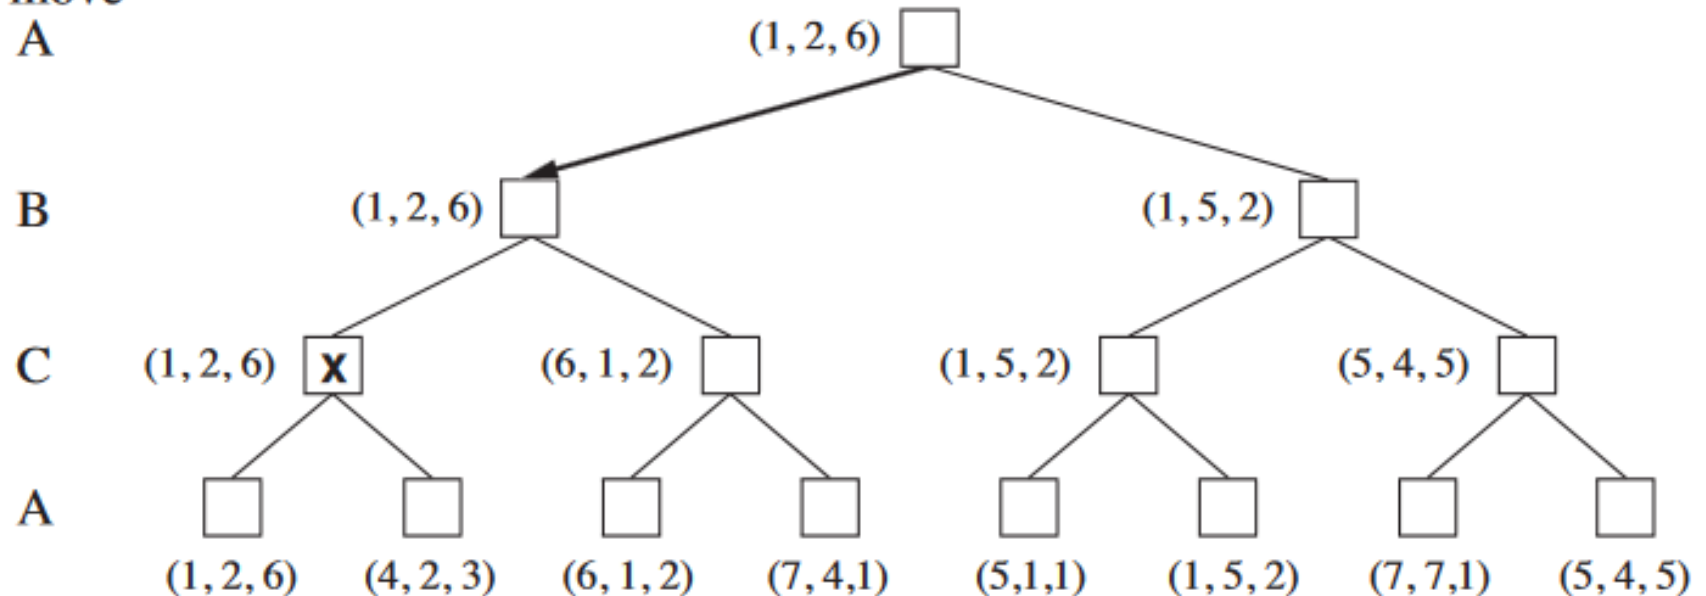 move
A (1, 2, 6)
B (1, 2, 6) (1, 5, 2)
C (1, 2, 6) X (6, 1, 2) (1, 5, 2) (5, 4, 5)
A
(1, 2, 6) (4, 2, 3) (6, 1, 2) (7, 4,1) (5,1,1) (1, 5, 2) (7, 7,1) (5, 4, 5)